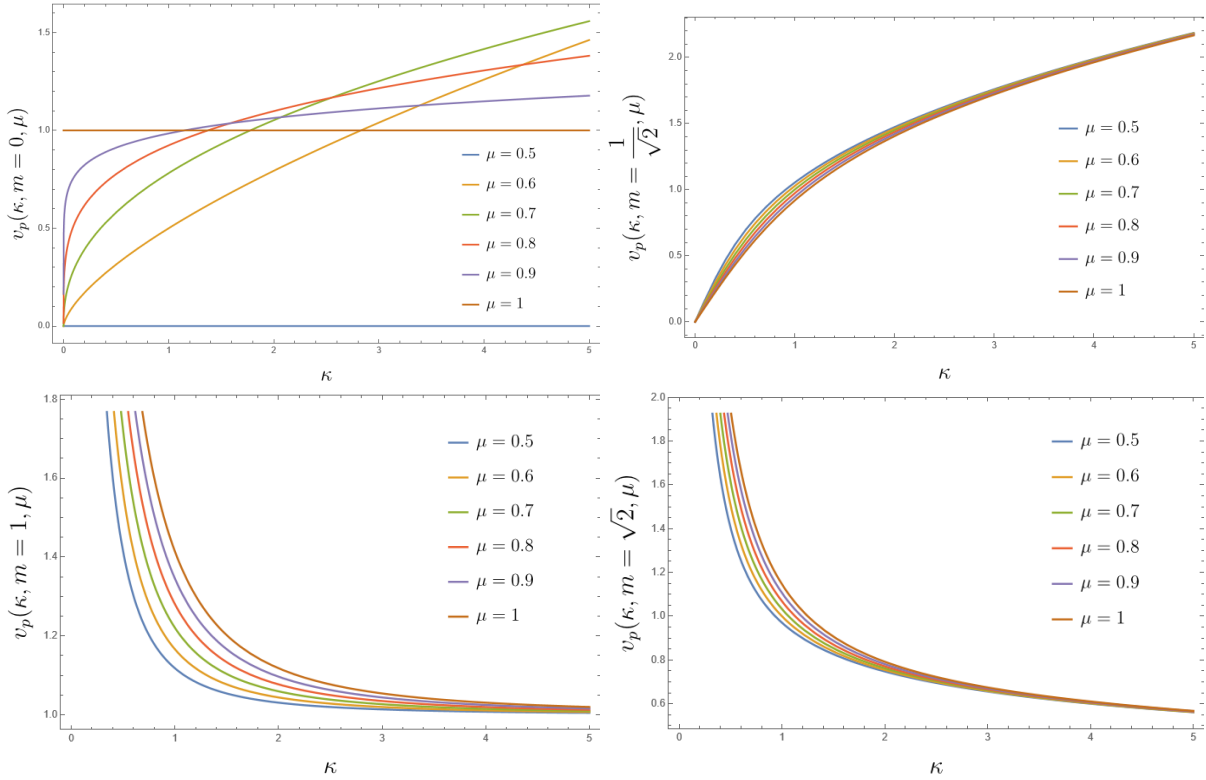 v_p(κ, m = 0, μ)
1.5
1.0
0.5
0.0
μ = 0.5
μ = 0.6
μ = 0.7
μ = 0.8
μ = 0.9
μ = 1
0 1 2 3 4 5
κ
v_p(κ, m = 1/√2, μ)
2.0
1.5
1.0
0.5
0.0
μ = 0.5
μ = 0.6
μ = 0.7
μ = 0.8
μ = 0.9
μ = 1
0 1 2 3 4 5
κ
v_p(κ, m = 1, μ)
1.8
1.6
1.4
1.2
1.0
μ = 0.5
μ = 0.6
μ = 0.7
μ = 0.8
μ = 0.9
μ = 1
0 1 2 3 4 5
κ
v_p(κ, m = √2, μ)
2.0
1.8
1.6
1.4
1.2
1.0
0.8
0.6
μ = 0.5
μ = 0.6
μ = 0.7
μ = 0.8
μ = 0.9
μ = 1
0 1 2 3 4 5
κ